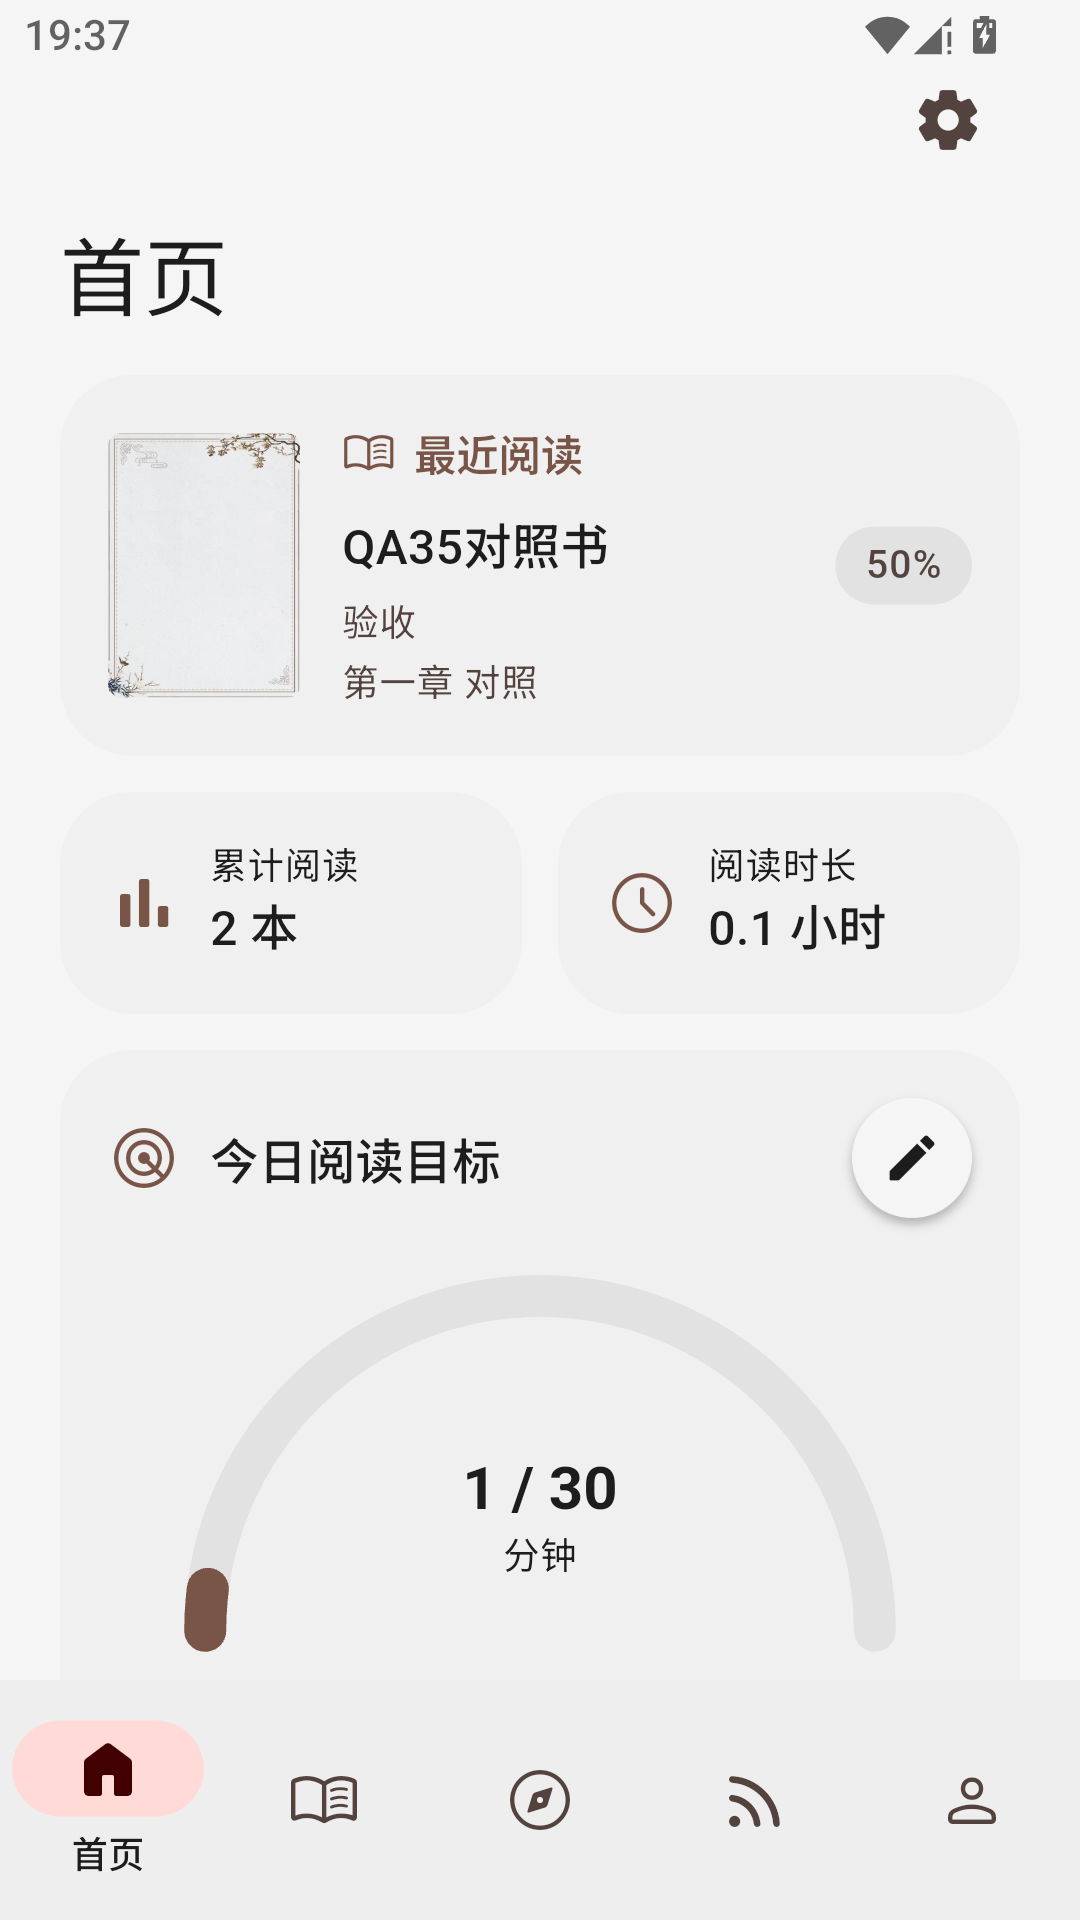 19:37
首页
最近阅读
QA35对照书
50%
验收
第一章 对照
累计阅读
2 本
阅读时长
0.1 小时
今日阅读目标
1 / 30
分钟
首页